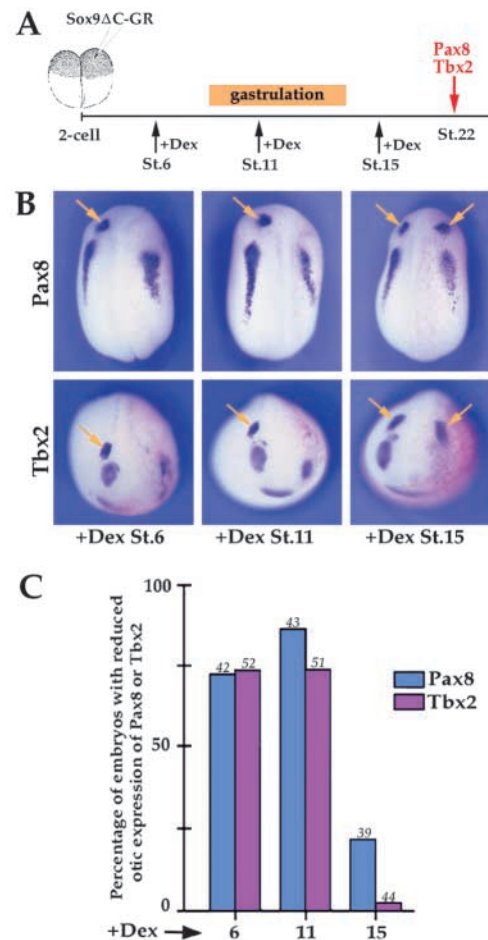 A
Sox9ΔC-GR
Pax8
Tbx2
gastrulation
2-cell
+Dex
St.6
+Dex
St.11
+Dex
St.15
St.22
B
Pax8
Tbx2
+Dex St.6
+Dex St.11
+Dex St.15
C
Percentage of embryos with reduced
otic expression of Pax8 or Tbx2
100
50
0
42
52
43
51
39
44
Pax8
Tbx2
+Dex
6
11
15